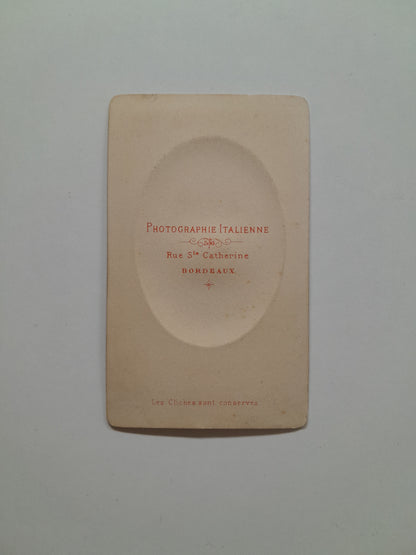 PHOTOGRAPHIE ITALIENNE
Rue Ste Catherine
BORDEAUX
Les Clichés sont conservés